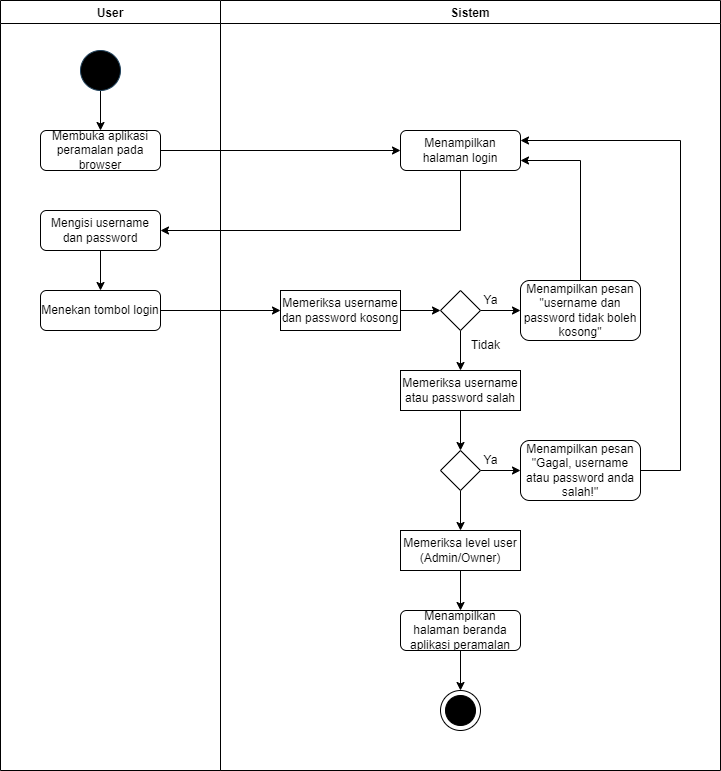 User
Sistem
Membuka aplikasi
peramalan pada
browser
Menampilkan
halaman login
Mengisi username
dan password
Menekan tombol login
Memeriksa username
dan password kosong
Ya
Menampilkan pesan
"username dan
password tidak boleh
kosong"
Tidak
Memeriksa username
atau password salah
Ya
Menampilkan pesan
"Gagal, username
atau password anda
salah!"
Memeriksa level user
(Admin/Owner)
Menampilkan
halaman beranda
aplikasi peramalan